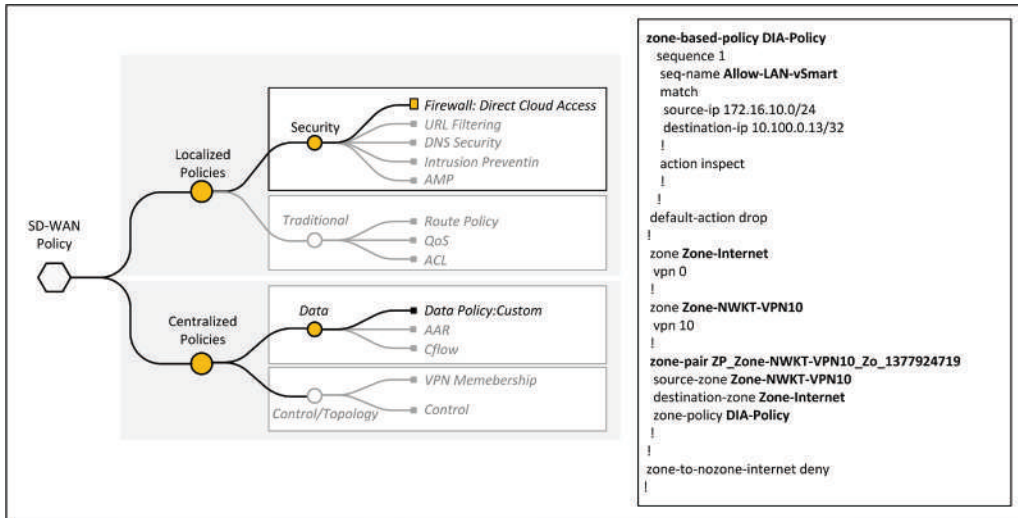 SD-WAN
Policy
Localized
Policies
Security
Firewall: Direct Cloud Access
URL Filtering
DNS Security
Intrusion Preventin
AMP
Traditional
Route Policy
QoS
ACL
Centralized
Policies
Data
Data Policy:Custom
AAR
Cflow
Control/Topology
VPN Memebership
Control
zone-based-policy DIA-Policy
sequence 1
seq-name Allow-LAN-vSmart
match
source-ip 172.16.10.0/24
destination-ip 10.100.0.13/32
!
action inspect
!
!
default-action drop
!
zone Zone-Internet
vpn 0
!
zone Zone-NWKT-VPN10
vpn 10
!
zone-pair ZP_Zone-NWKT-VPN10_Zo_1377924719
source-zone Zone-NWKT-VPN10
destination-zone Zone-Internet
zone-policy DIA-Policy
!
!
zone-to-nozone-internet deny
!